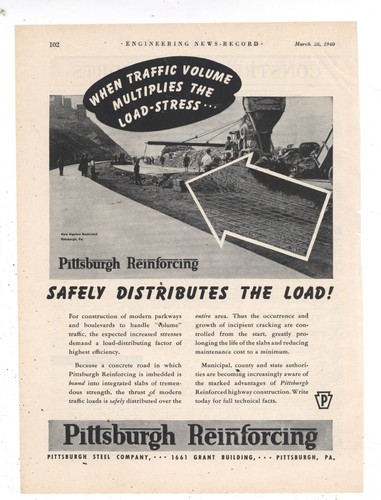 102
· ENGINEERING NEWS-RECORD ·
March 28, 1940
WHEN TRAFFIC VOLUME
MULTIPLIES THE
LOAD-STRESS...
Pittsburgh, Pa.
Pittsburgh Reinforcing
SAFELY DISTRIBUTES THE LOAD!
For construction of modern parkways
and boulevards to handle "volume"
traffic, the expected increased stresses
demand a load-distributing factor of
highest efficiency.
Because a concrete road in which
Pittsburgh Reinforcing is imbedded is
bound into integrated slabs of tremen-
dous strength, the thrust of modern
traffic loads is safely distributed over the
entire area. Thus the occurrence and
growth of incipient cracking are con-
trolled from the start, greatly pro-
longing the life of the slabs and reducing
maintenance cost to a minimum.
Municipal, county and state authori-
ties are becoming increasingly aware of
the marked advantages of Pittsburgh
Reinforced highway construction. Write
today for full technical facts.
P
Pittsburgh Reinforcing
PITTSBURGH STEEL COMPANY, ··· 1661 GRANT BUILDING, ··· PITTSBURGH, PA.